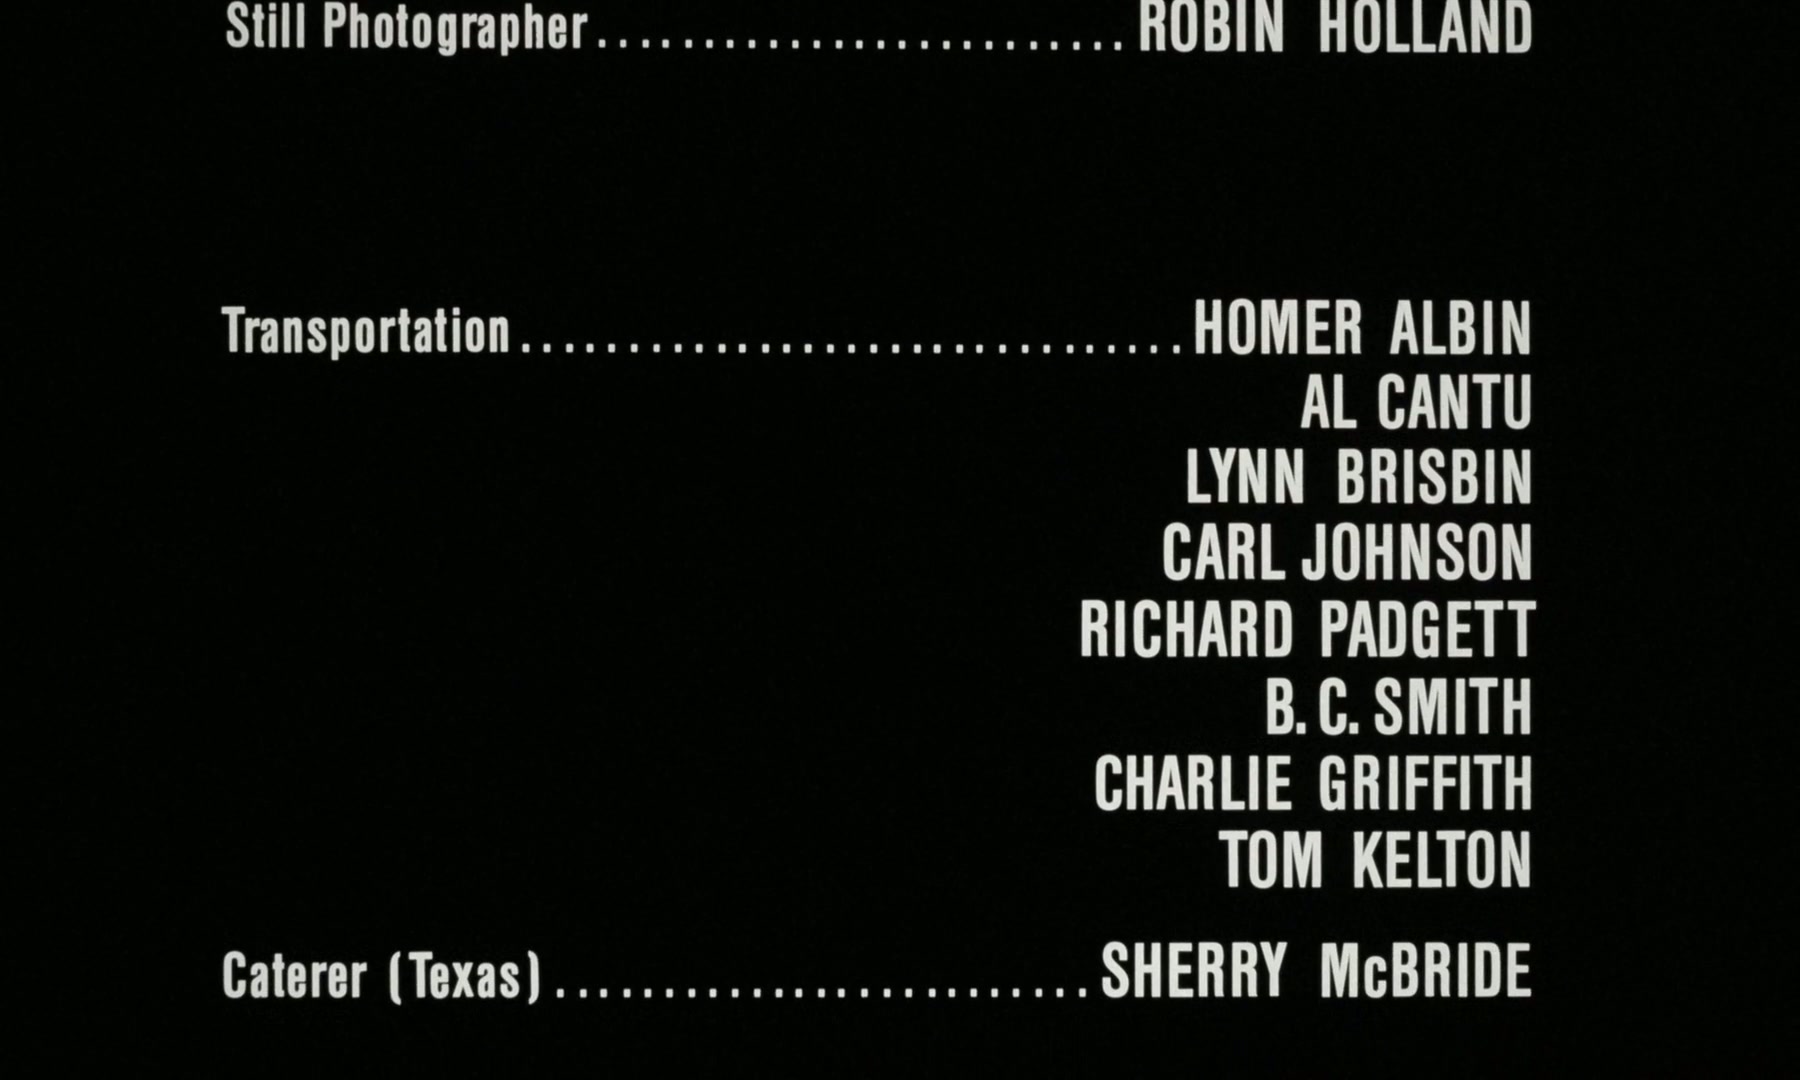 Still Photographer.........................ROBIN HOLLAND
Transportation...............................HOMER ALBIN
AL CANTU
LYNN BRISBIN
CARL JOHNSON
RICHARD PADGETT
B. C. SMITH
CHARLIE GRIFFITH
TOM KELTON
Caterer (Texas).........................SHERRY McBRIDE